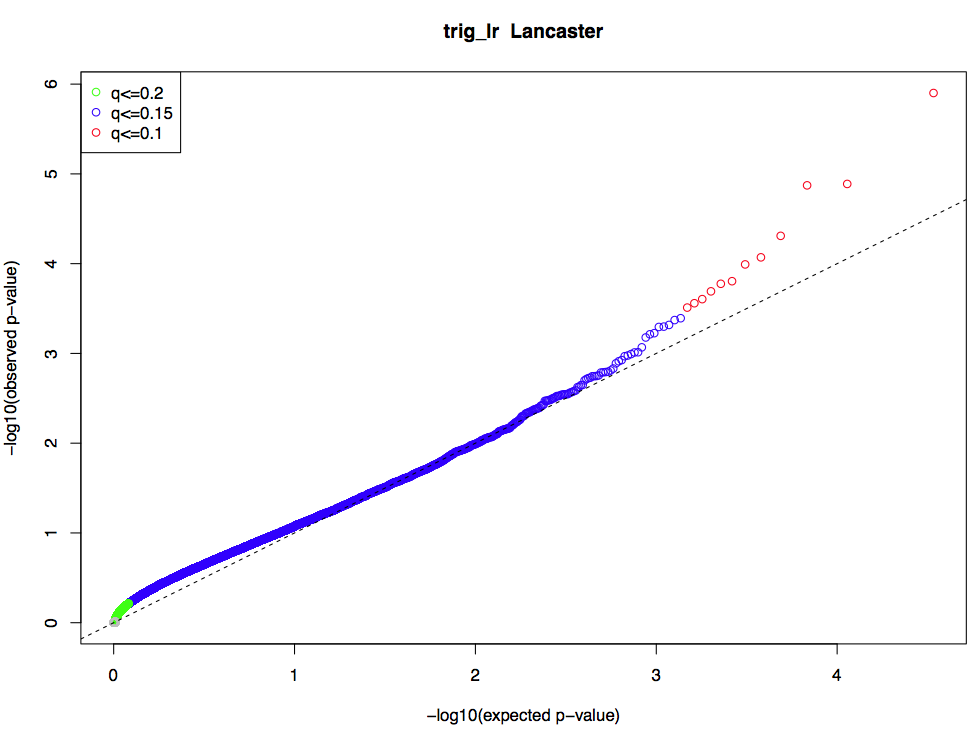 trig_lr Lancaster
q<=0.2
q<=0.15
q<=0.1
6
5
4
3
2
1
0
−log10(observed p−value)
0 1 2 3 4
−log10(expected p−value)